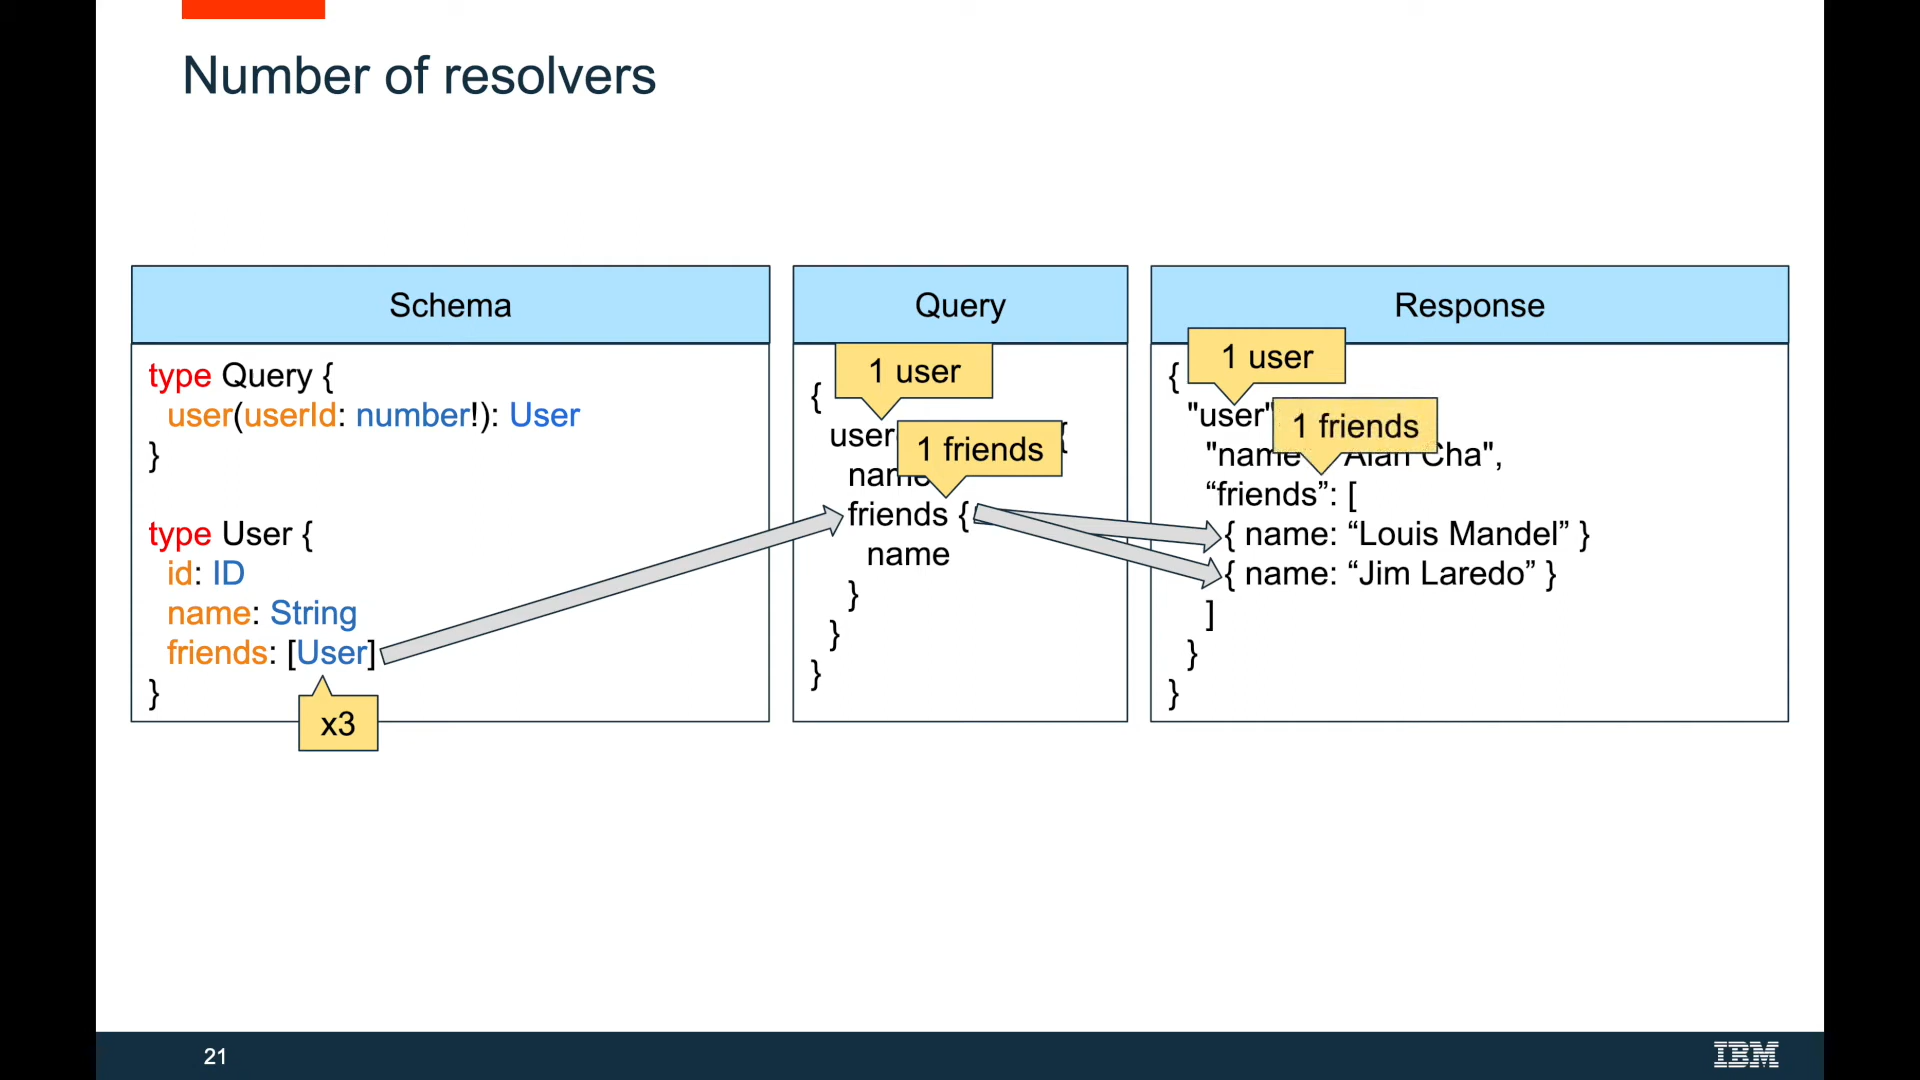 Number of resolvers
Schema
type Query {
user(userId: number!): User
}
type User {
id: ID
name: String
friends: [User]
}
x3
Query
1 user
{
user {
1 friends
name
friends {
name
}
}
}
Response
1 user
{
"user"
1 friends
"name" "Alan Cha",
“friends”: [
{ name: “Louis Mandel” }
{ name: “Jim Laredo” }
]
}
}
21
IBM